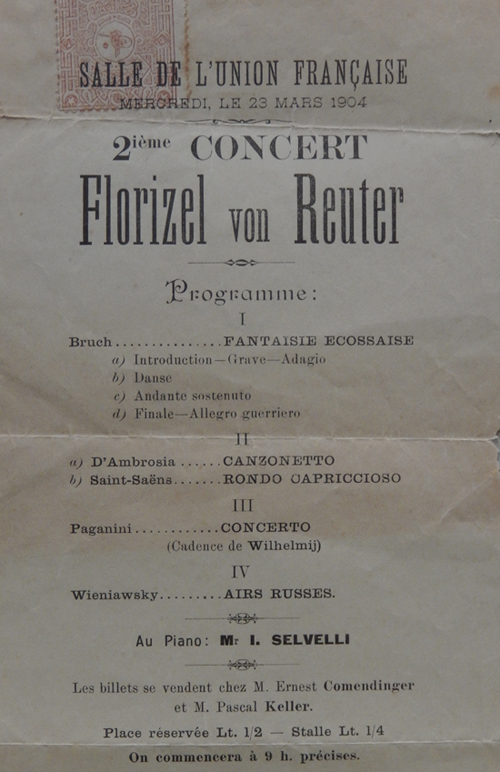 SALLE DE L'UNION FRANÇAISE
MERCREDI, LE 23 MARS 1904
2ième CONCERT
Florizel von Reuter
Programme:
I
Bruch...............FANTAISIE ECOSSAISE
a) Introduction—Grave—Adagio
b) Danse
c) Andante sostenuto
d) Finale—Allegro guerriero
II
a) D'Ambrosia ......CANZONETTO
b) Saint-Saëns.......RONDO CAPRICCIOSO
III
Paganini............CONCERTO
(Cadence de Wilhelmij)
IV
Wieniawsky.........AIRS RUSSES.
Au Piano: Mr I. SELVELLI
Les billets se vendent chez M. Ernest Comendinger
et M. Pascal Keller.
Place réservée Lt. 1/2 — Stalle Lt. 1/4
On commencera à 9 h. précises.